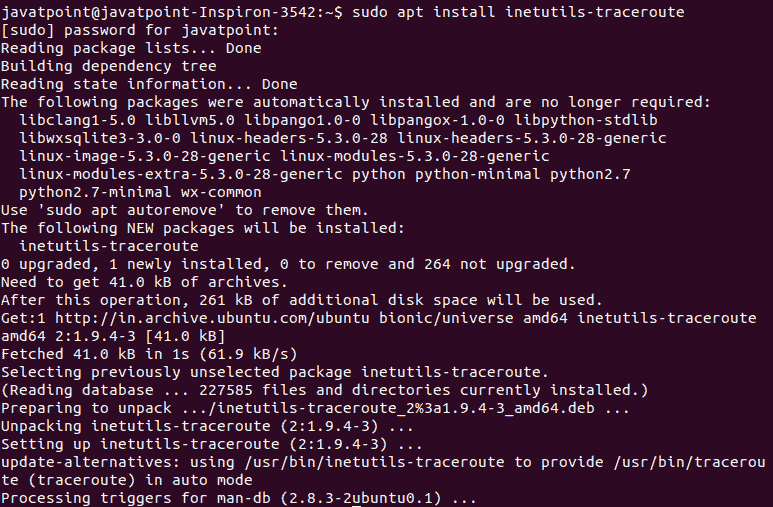 javatpoint@javatpoint-Inspiron-3542:~$ sudo apt install inetutils-traceroute
[sudo] password for javatpoint:
Reading package lists... Done
Building dependency tree
Reading state information... Done
The following packages were automatically installed and are no longer required:
  libclang1-5.0 libllvm5.0 libpango1.0-0 libpangox-1.0-0 libpython-stdlib
  libwxsqlite3-3.0-0 linux-headers-5.3.0-28 linux-headers-5.3.0-28-generic
  linux-image-5.3.0-28-generic linux-modules-5.3.0-28-generic
  linux-modules-extra-5.3.0-28-generic python python-minimal python2.7
  python2.7-minimal wx-common
Use 'sudo apt autoremove' to remove them.
The following NEW packages will be installed:
  inetutils-traceroute
0 upgraded, 1 newly installed, 0 to remove and 264 not upgraded.
Need to get 41.0 kB of archives.
After this operation, 261 kB of additional disk space will be used.
Get:1 http://in.archive.ubuntu.com/ubuntu bionic/universe amd64 inetutils-traceroute
amd64 2:1.9.4-3 [41.0 kB]
Fetched 41.0 kB in 1s (61.9 kB/s)
Selecting previously unselected package inetutils-traceroute.
(Reading database ... 227585 files and directories currently installed.)
Preparing to unpack .../inetutils-traceroute_2%3a1.9.4-3_amd64.deb ...
Unpacking inetutils-traceroute (2:1.9.4-3) ...
Setting up inetutils-traceroute (2:1.9.4-3) ...
update-alternatives: using /usr/bin/inetutils-traceroute to provide /usr/bin/tracerou
te (traceroute) in auto mode
Processing triggers for man-db (2.8.3-2ubuntu0.1) ...